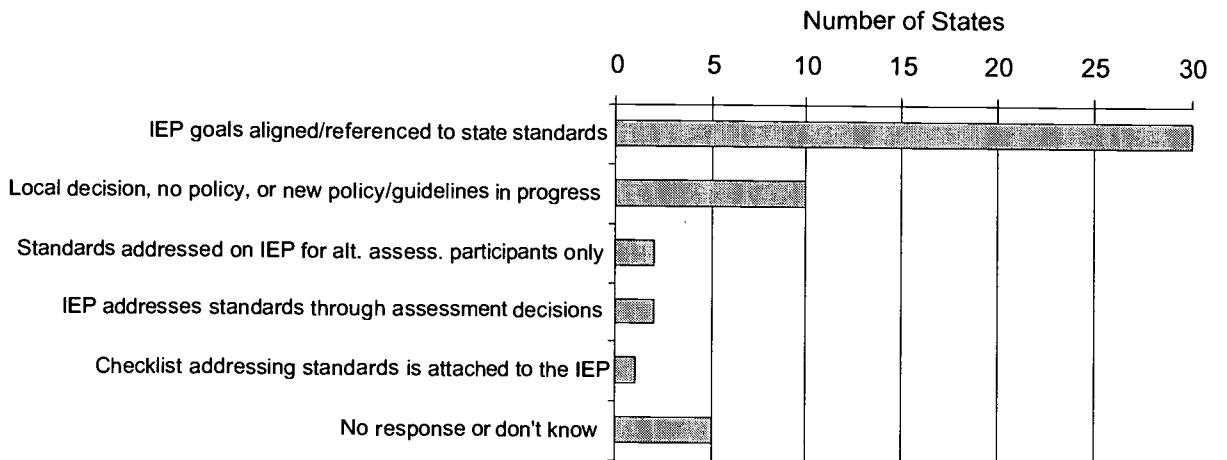 Number of States
0 5 10 15 20 25 30
IEP goals aligned/referenced to state standards
Local decision, no policy, or new policy/guidelines in progress
Standards addressed on IEP for alt. assess. participants only
IEP addresses standards through assessment decisions
Checklist addressing standards is attached to the IEP
No response or don't know